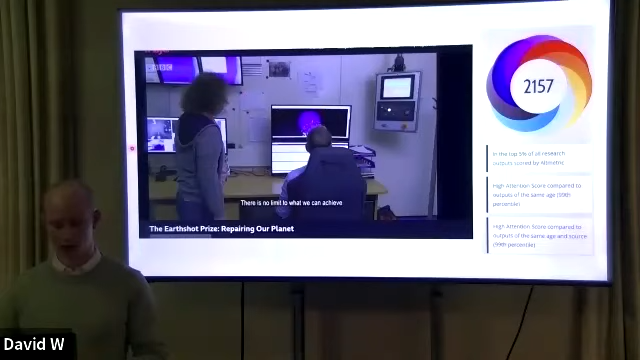 BBC
2157
In the top 5% of all research
outputs scored by Altmetric
High Attention Score compared to
outputs of the same age (99th
percentile)
High Attention Score compared to
outputs of the same age and source
(99th percentile)
There is no limit to what we can achieve
The Earthshot Prize: Repairing Our Planet
David W